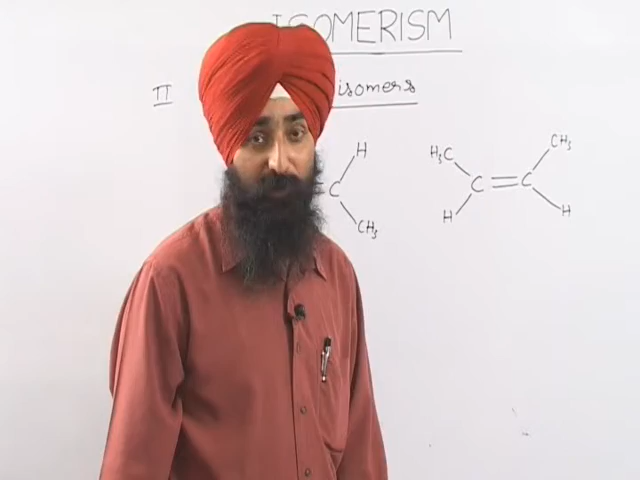 ISOMERISM
II isomers
H H₃C CH₃
C C = C
CH₃ H H